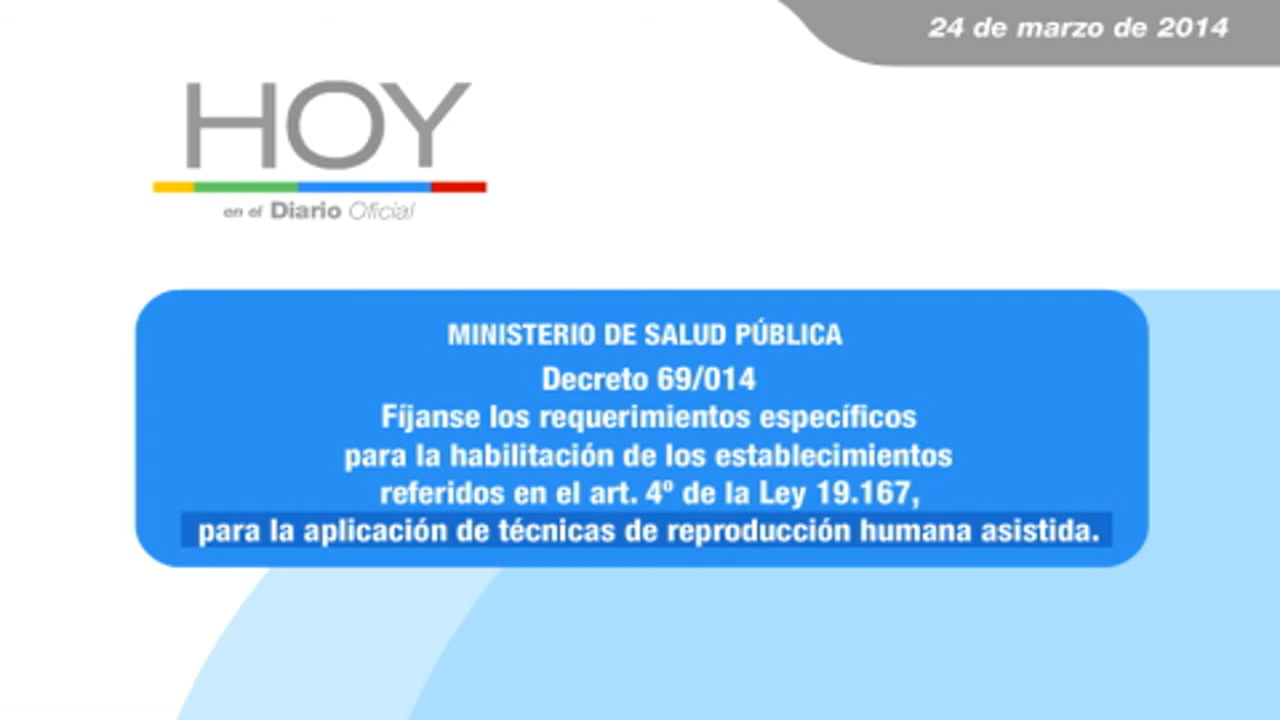 24 de marzo de 2014
HOY
en el Diario Oficial
MINISTERIO DE SALUD PÚBLICA
Decreto 69/014
Fíjanse los requerimientos específicos
para la habilitación de los establecimientos
referidos en el art. 4º de la Ley 19.167,
para la aplicación de técnicas de reproducción humana asistida.